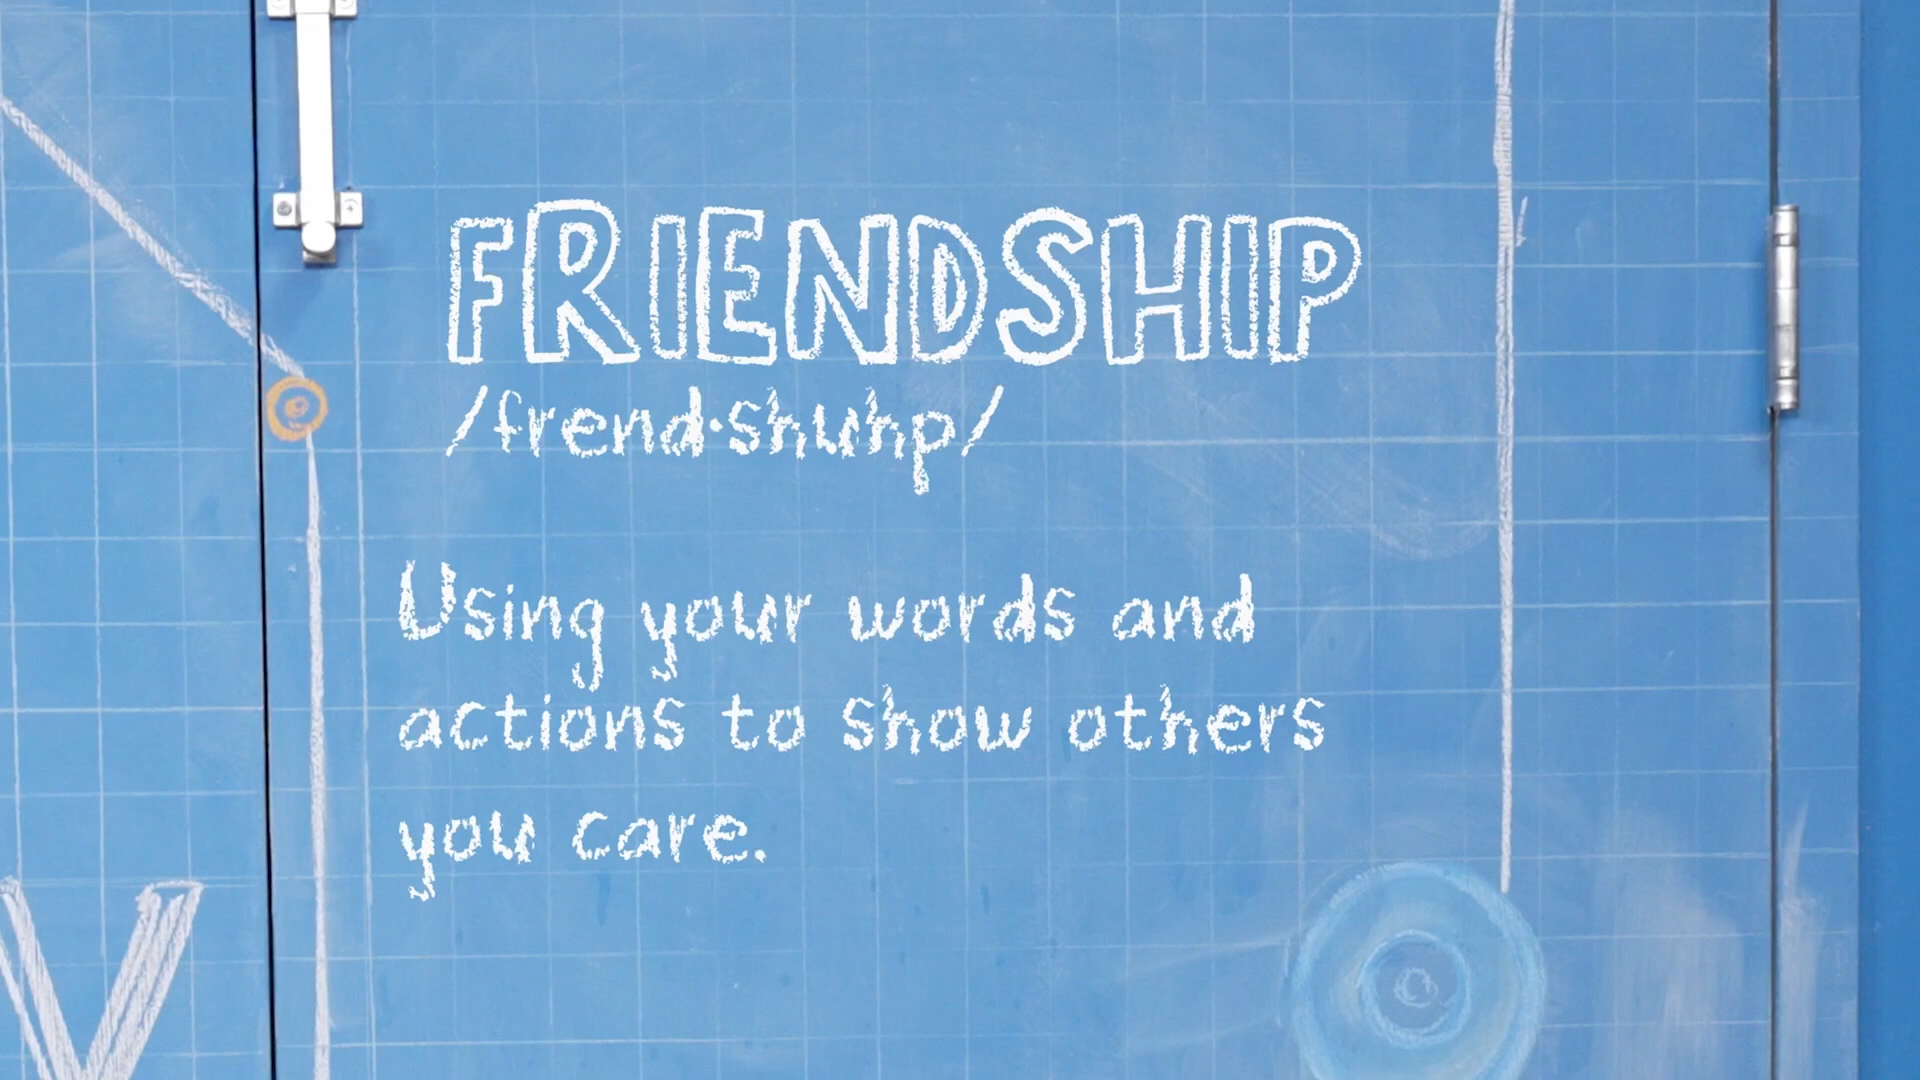 FRIENDSHIP
/frend·shuhp/
Using your words and
actions to show others
you care.